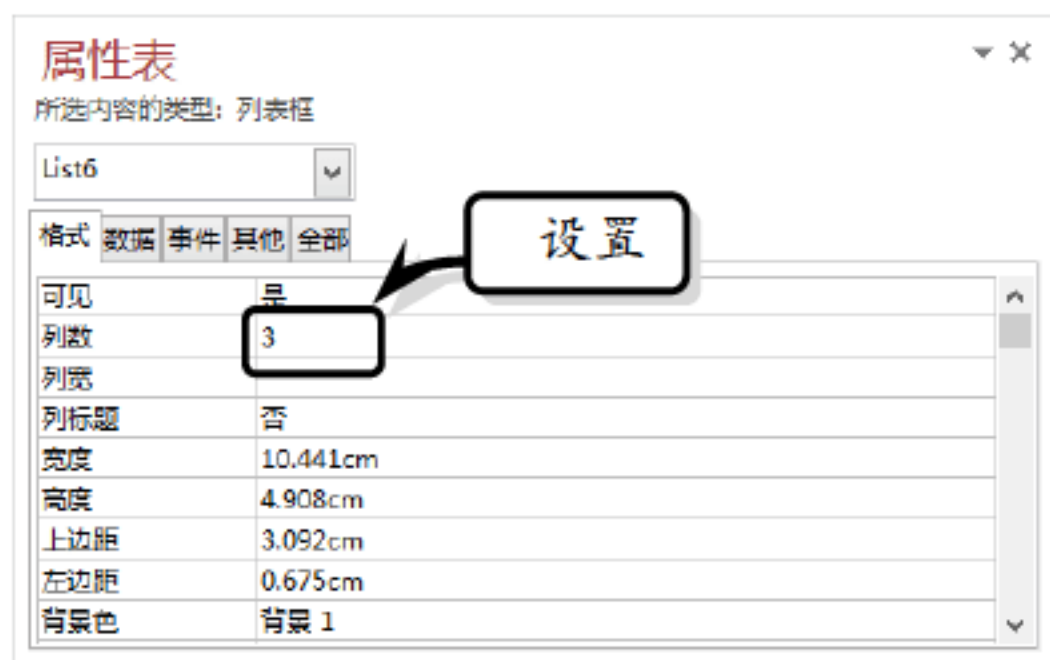 属性表
所选内容的类型: 列表框
List6
格式 数据 事件 其他 全部
设置
可见 是
列数 3
列宽
列标题 否
宽度 10.441cm
高度 4.908cm
上边距 3.092cm
左边距 0.675cm
背景色 背景 1